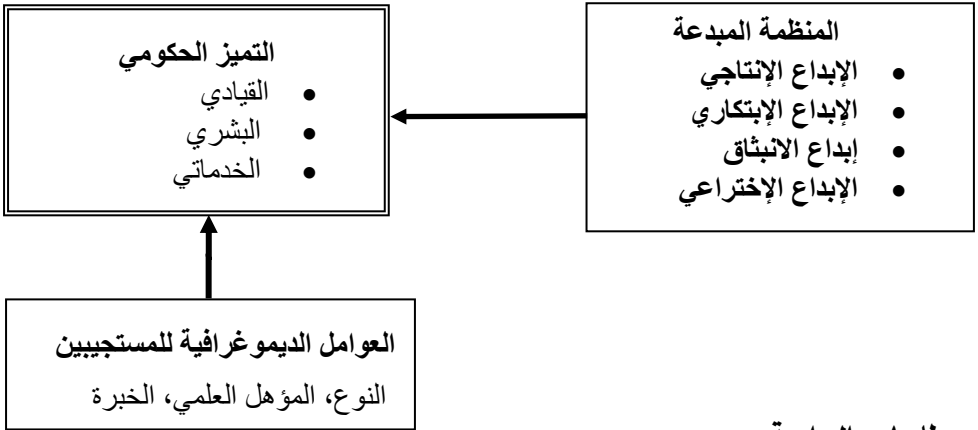 المنظمة المبدعة
• الإبداع الإنتاجي
• الإبداع الإبتكاري
• إبداع الانبثاق
• الإبداع الإختراعي
التميز الحكومي
• القيادي
• البشري
• الخدماتي
العوامل الديموغرافية للمستجيبين
النوع، المؤهل العلمي، الخبرة